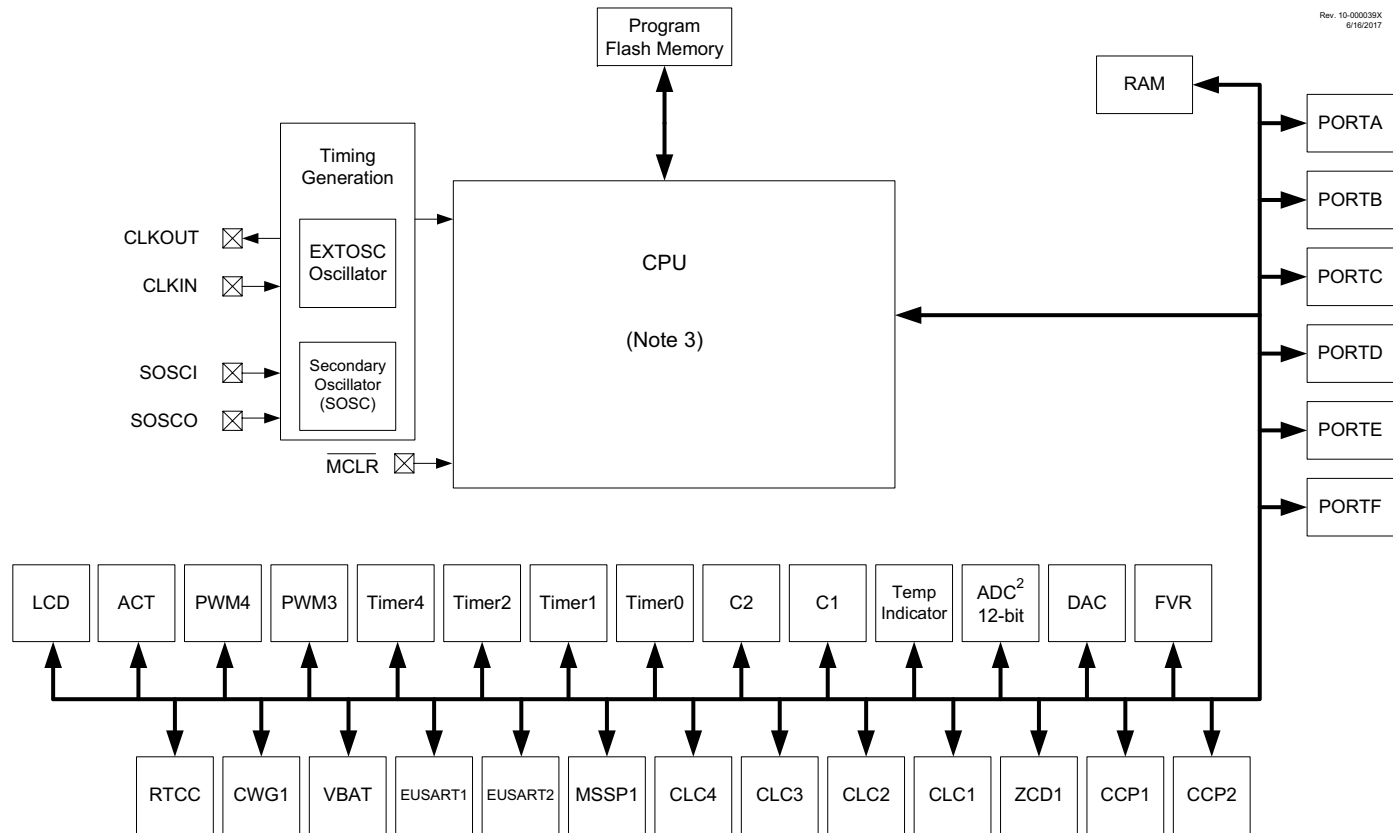 Rev. 10-000039X
6/16/2017
Program
Flash Memory
RAM
PORTA
PORTB
PORTC
PORTD
PORTE
PORTF
Timing
Generation
EXTOSC
Oscillator
Secondary
Oscillator
(SOSC)
CLKOUT
CLKIN
SOSCI
SOSCO
MCLR
CPU
(Note 3)
LCD
ACT
PWM4
PWM3
Timer4
Timer2
Timer1
Timer0
C2
C1
Temp
Indicator
ADC²
12-bit
DAC
FVR
RTCC
CWG1
VBAT
EUSART1
EUSART2
MSSP1
CLC4
CLC3
CLC2
CLC1
ZCD1
CCP1
CCP2